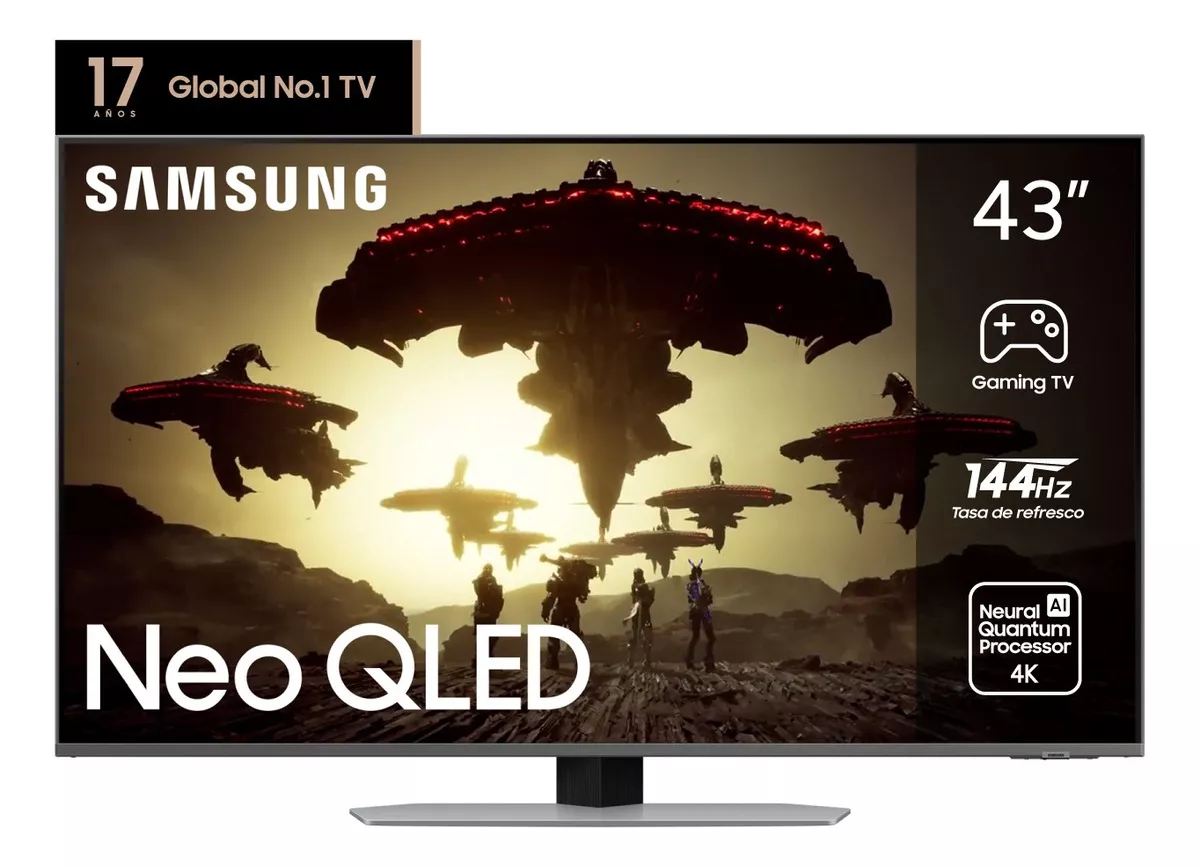 17
AÑOS
Global No.1 TV
SAMSUNG
43"
Gaming TV
144Hz
Tasa de refresco
Neural AI
Quantum
Processor
4K
Neo QLED
SAMSUNG